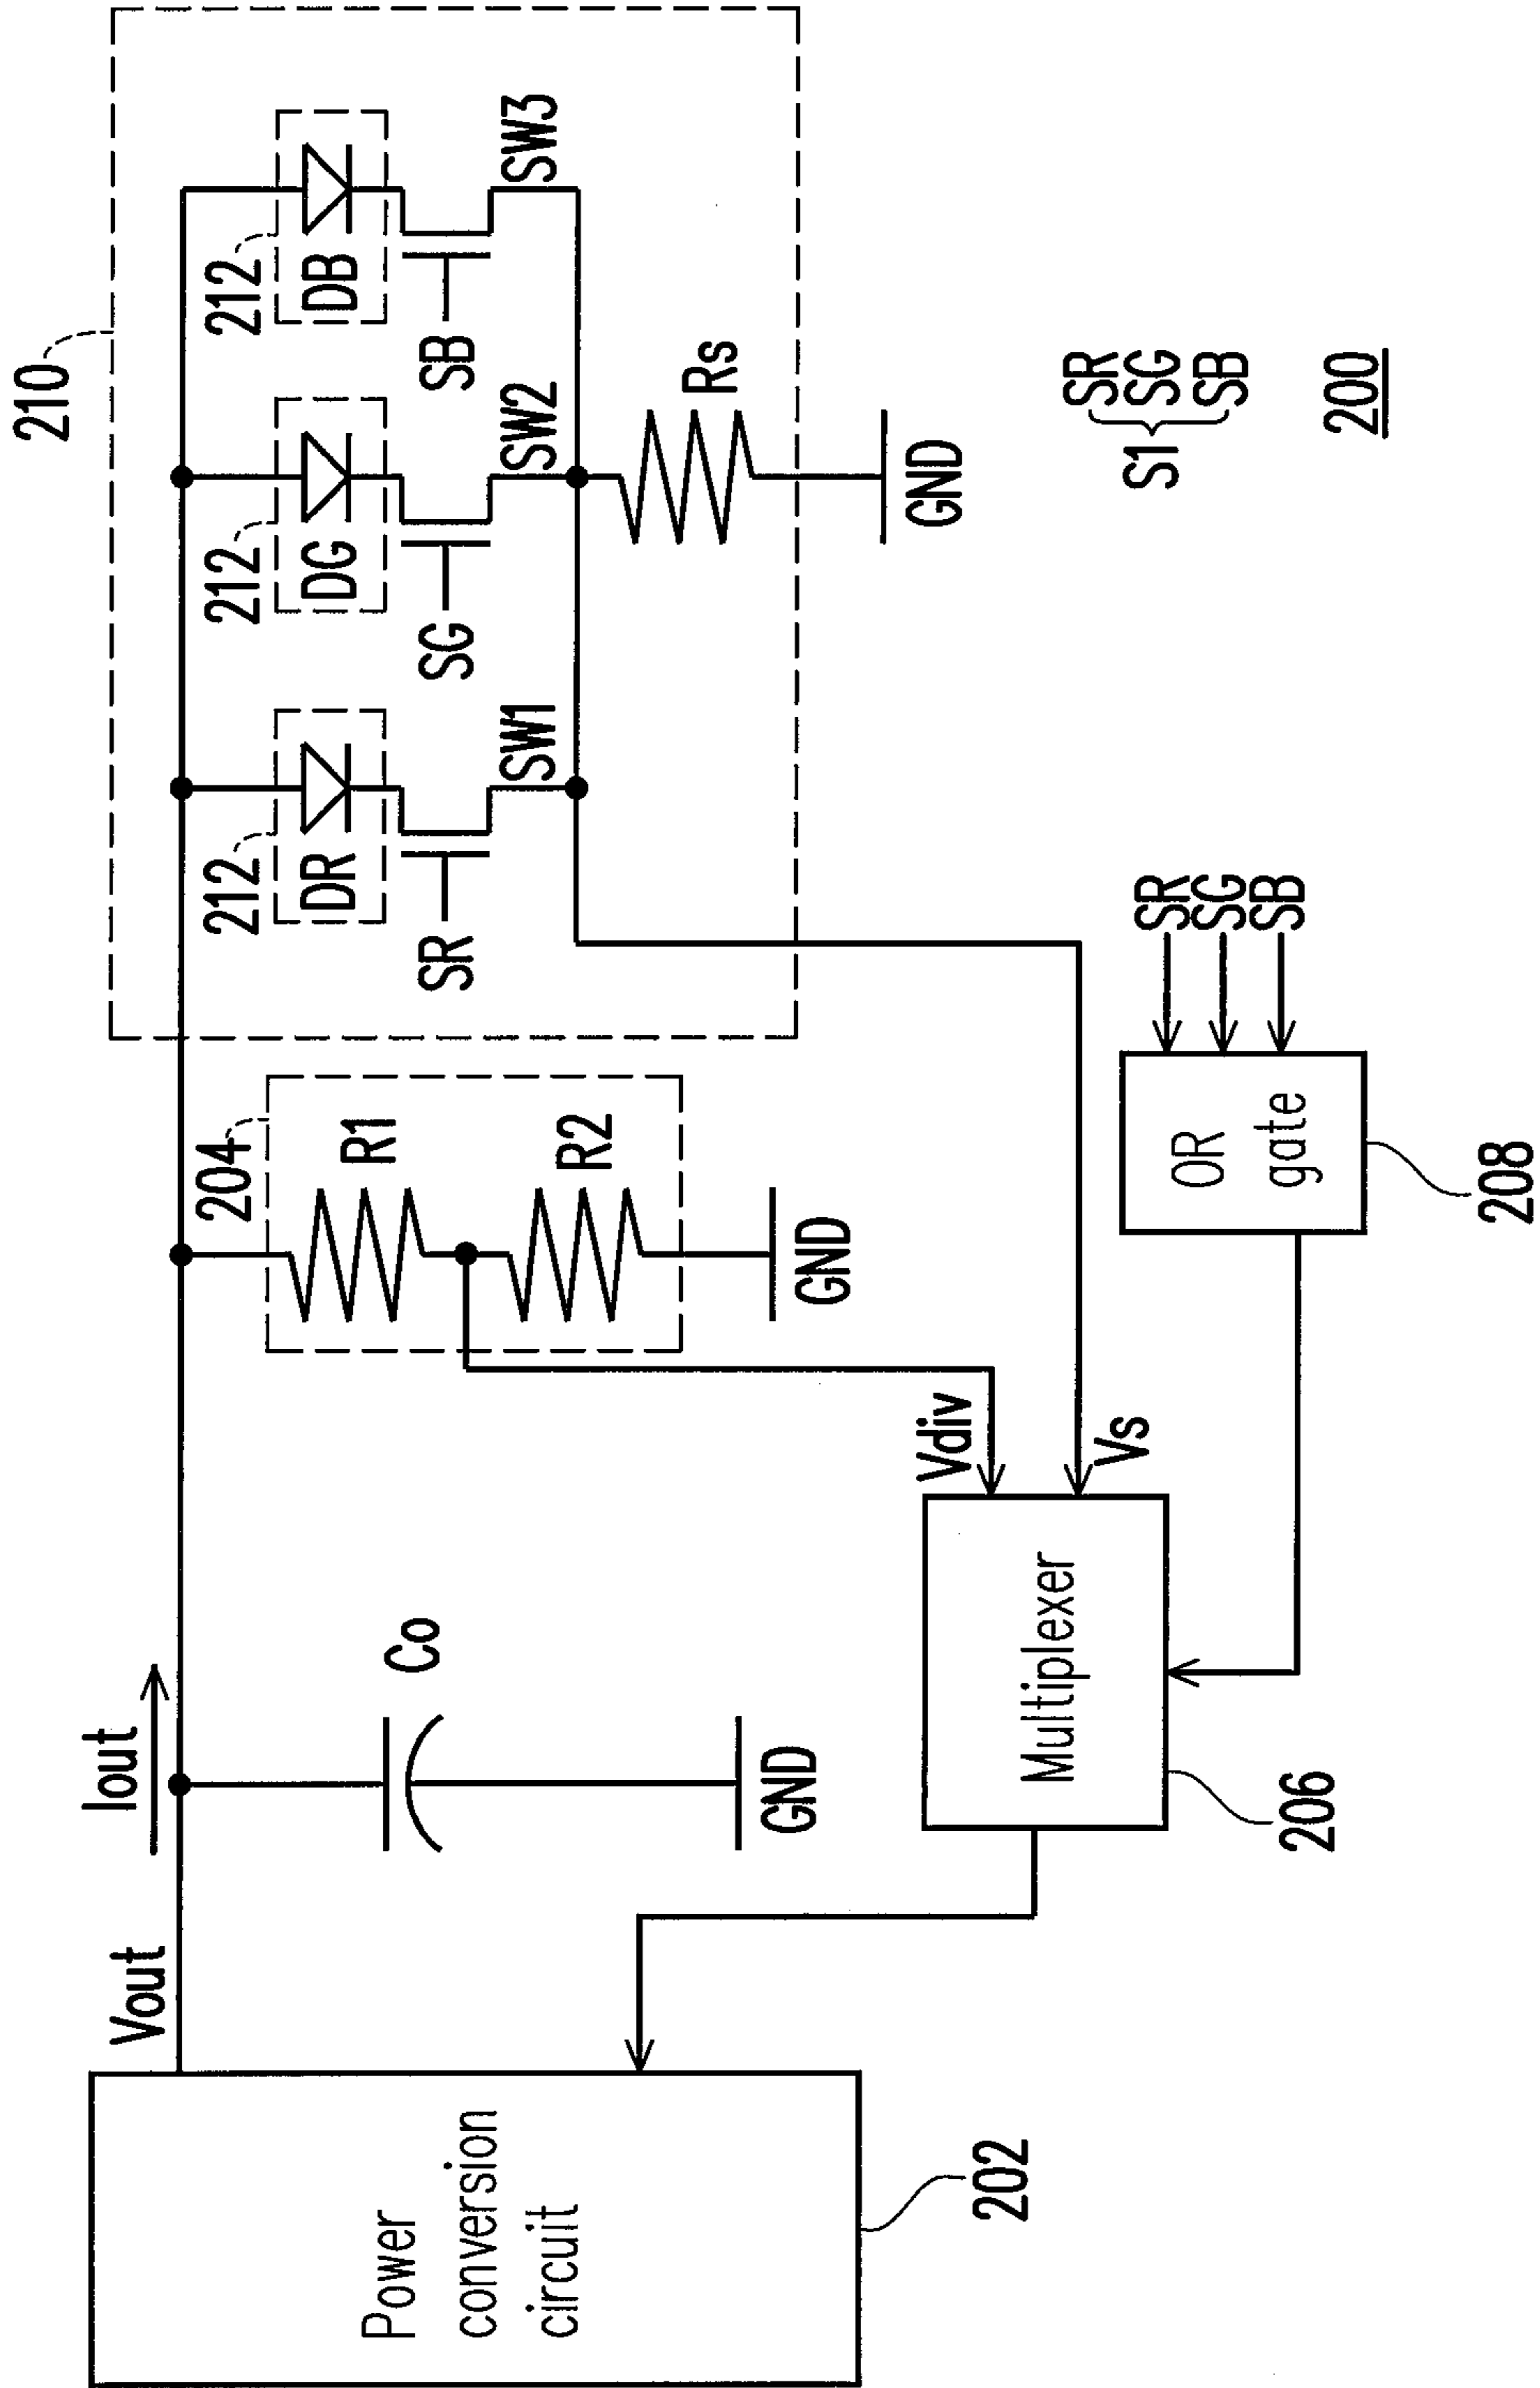 210
Iout
Vout
204
212
212
212
R1
DR
DG
DB
Co
SR
SG
SB
SW1
SW2
SW3
R2
Rs
Power
conversion
circuit
GND
GND
GND
Vdiv
Vs
202
Multiplexer
206
OR
gate
208
SR
SG
SB
S1
SR
SG
SB
200